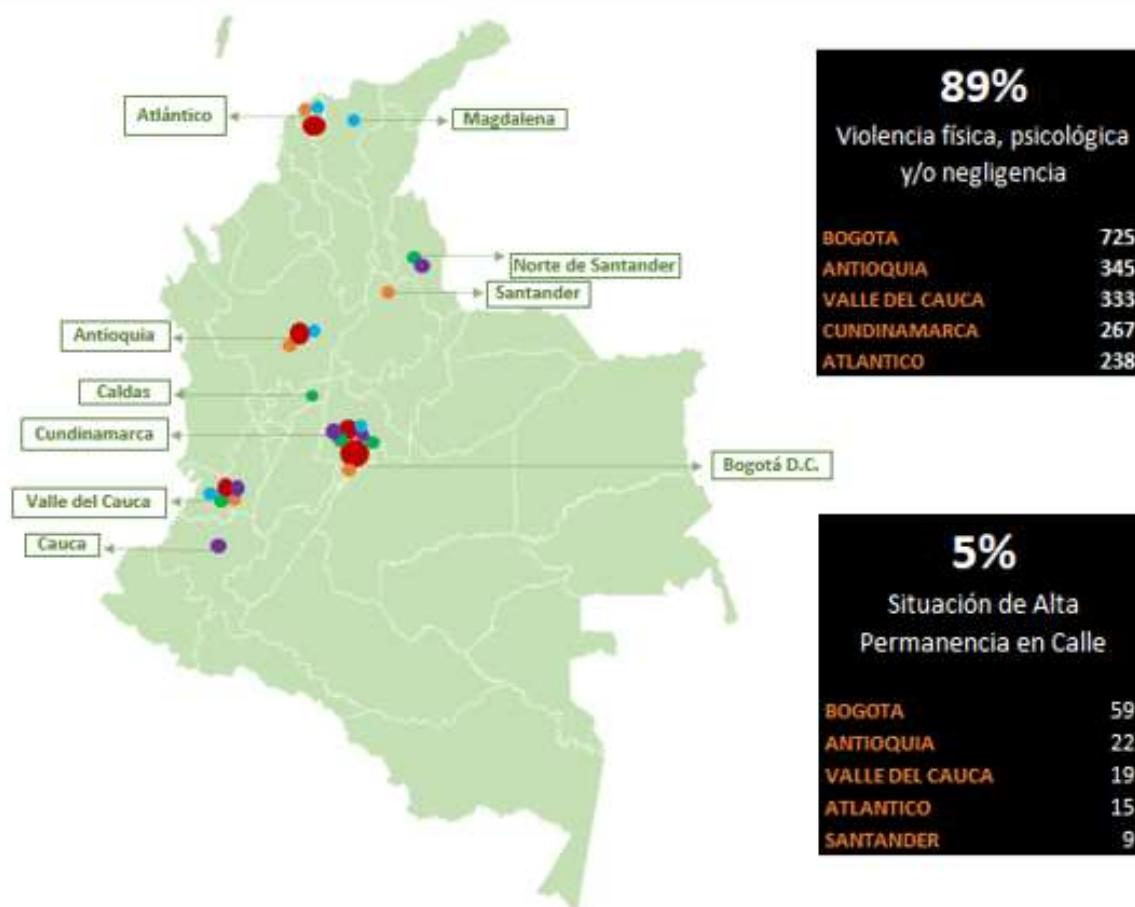 Atlántico
Magdalena
Norte de Santander
Santander
Antioquia
Caldas
Cundinamarca
Bogotá D.C.
Valle del Cauca
Cauca
89%
Violencia física, psicológica
y/o negligencia
BOGOTA 725
ANTIOQUIA 345
VALLE DEL CAUCA 333
CUNDINAMARCA 267
ATLANTICO 238
5%
Situación de Alta
Permanencia en Calle
BOGOTA 59
ANTIOQUIA 22
VALLE DEL CAUCA 19
ATLANTICO 15
SANTANDER 9